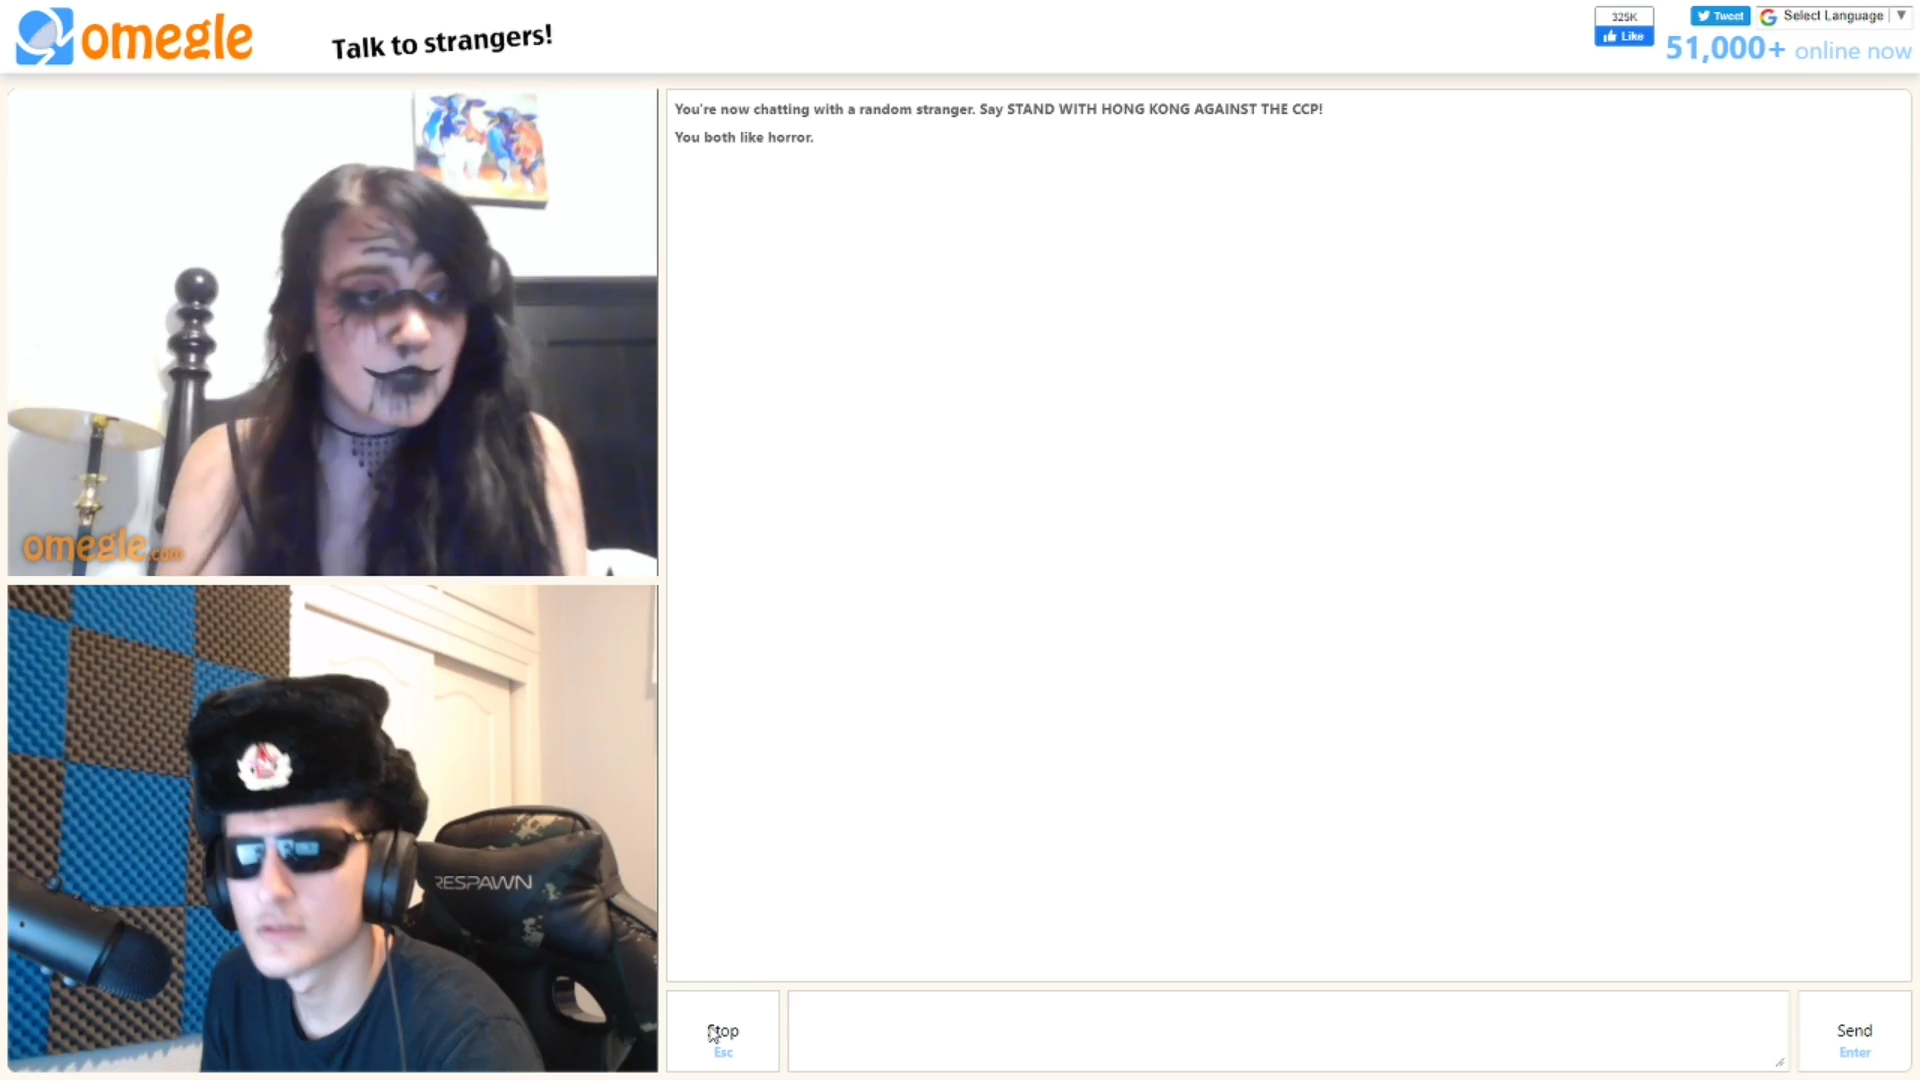 omegle
Talk to strangers!
325K
Like
Tweet
Select Language
51,000+ online now
You're now chatting with a random stranger. Say STAND WITH HONG KONG AGAINST THE CCP!
You both like horror.
omegle.com
RESPAWN
Stop
Esc
Send
Enter